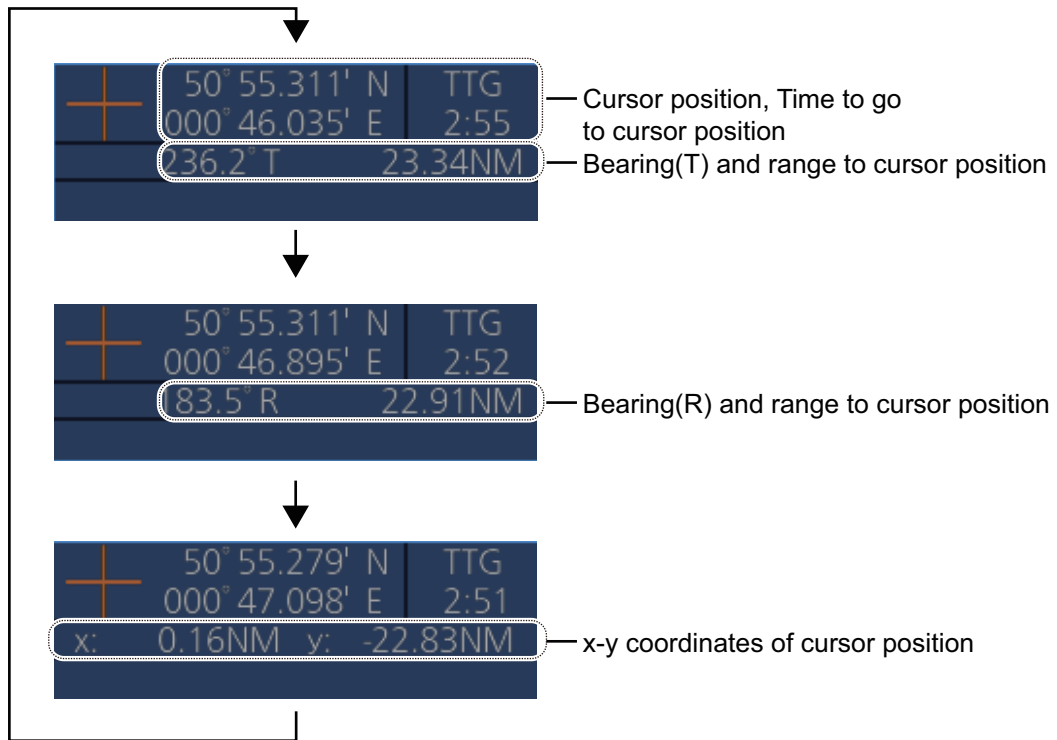 50° 55.311' N TTG
000° 46.035' E 2:55
236.2° T 23.34NM
Cursor position, Time to go
to cursor position
Bearing(T) and range to cursor position
50° 55.311' N TTG
000° 46.895' E 2:52
183.5° R 22.91NM
Bearing(R) and range to cursor position
50° 55.279' N TTG
000° 47.098' E 2:51
x: 0.16NM y: -22.83NM
x-y coordinates of cursor position